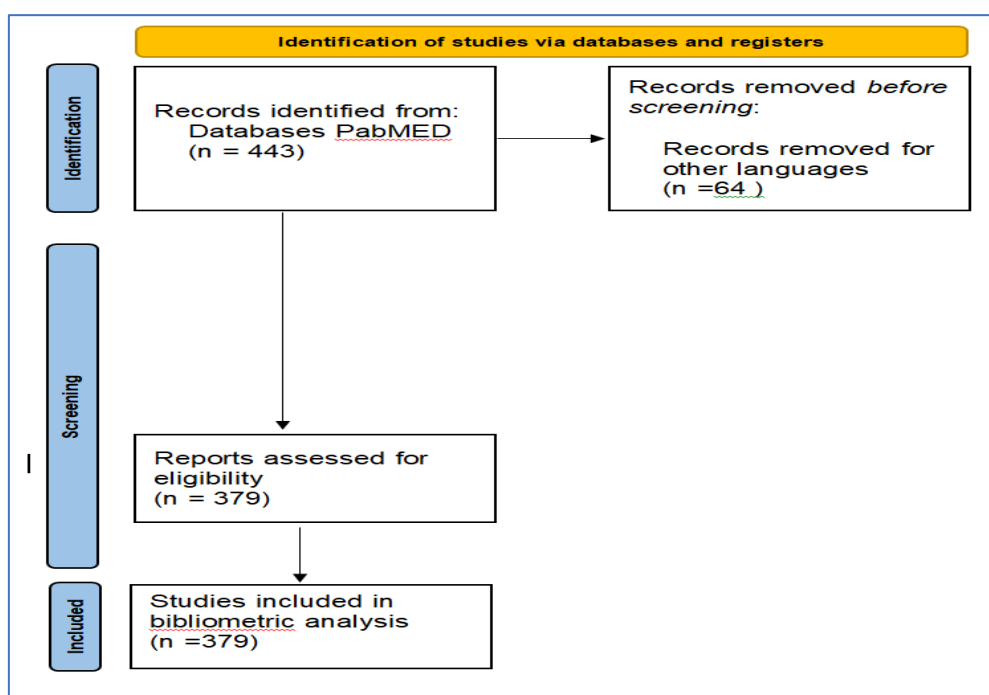 Identification of studies via databases and registers
Identification
Records identified from:
Databases PabMED
(n = 443)
Records removed before
screening:
Records removed for
other languages
(n =64 )
Screening
Reports assessed for
eligibility
(n = 379)
Included
Studies included in
bibliometric analysis
(n =379)